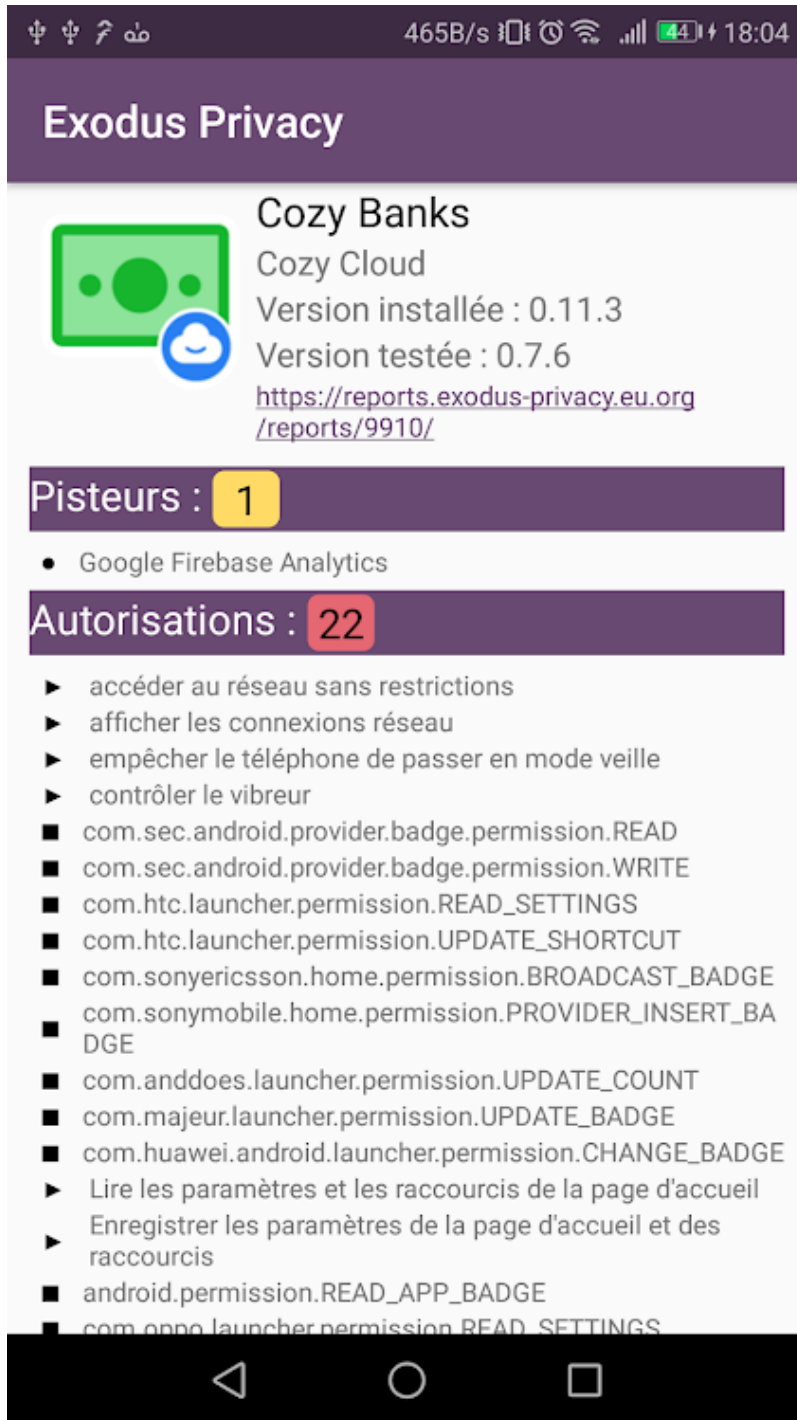 465B/s 44 18:04
Exodus Privacy
Cozy Banks
Cozy Cloud
Version installée : 0.11.3
Version testée : 0.7.6
https://reports.exodus-privacy.eu.org
/reports/9910/
Pisteurs : 1
Google Firebase Analytics
Autorisations : 22
accéder au réseau sans restrictions
afficher les connexions réseau
empêcher le téléphone de passer en mode veille
contrôler le vibreur
com.sec.android.provider.badge.permission.READ
com.sec.android.provider.badge.permission.WRITE
com.htc.launcher.permission.READ_SETTINGS
com.htc.launcher.permission.UPDATE_SHORTCUT
com.sonyericsson.home.permission.BROADCAST_BADGE
com.sonymobile.home.permission.PROVIDER_INSERT_BA
DGE
com.anddoes.launcher.permission.UPDATE_COUNT
com.majeur.launcher.permission.UPDATE_BADGE
com.huawei.android.launcher.permission.CHANGE_BADGE
Lire les paramètres et les raccourcis de la page d'accueil
Enregistrer les paramètres de la page d'accueil et des
raccourcis
android.permission.READ_APP_BADGE
com.oppo.launcher.permission.READ_SETTINGS